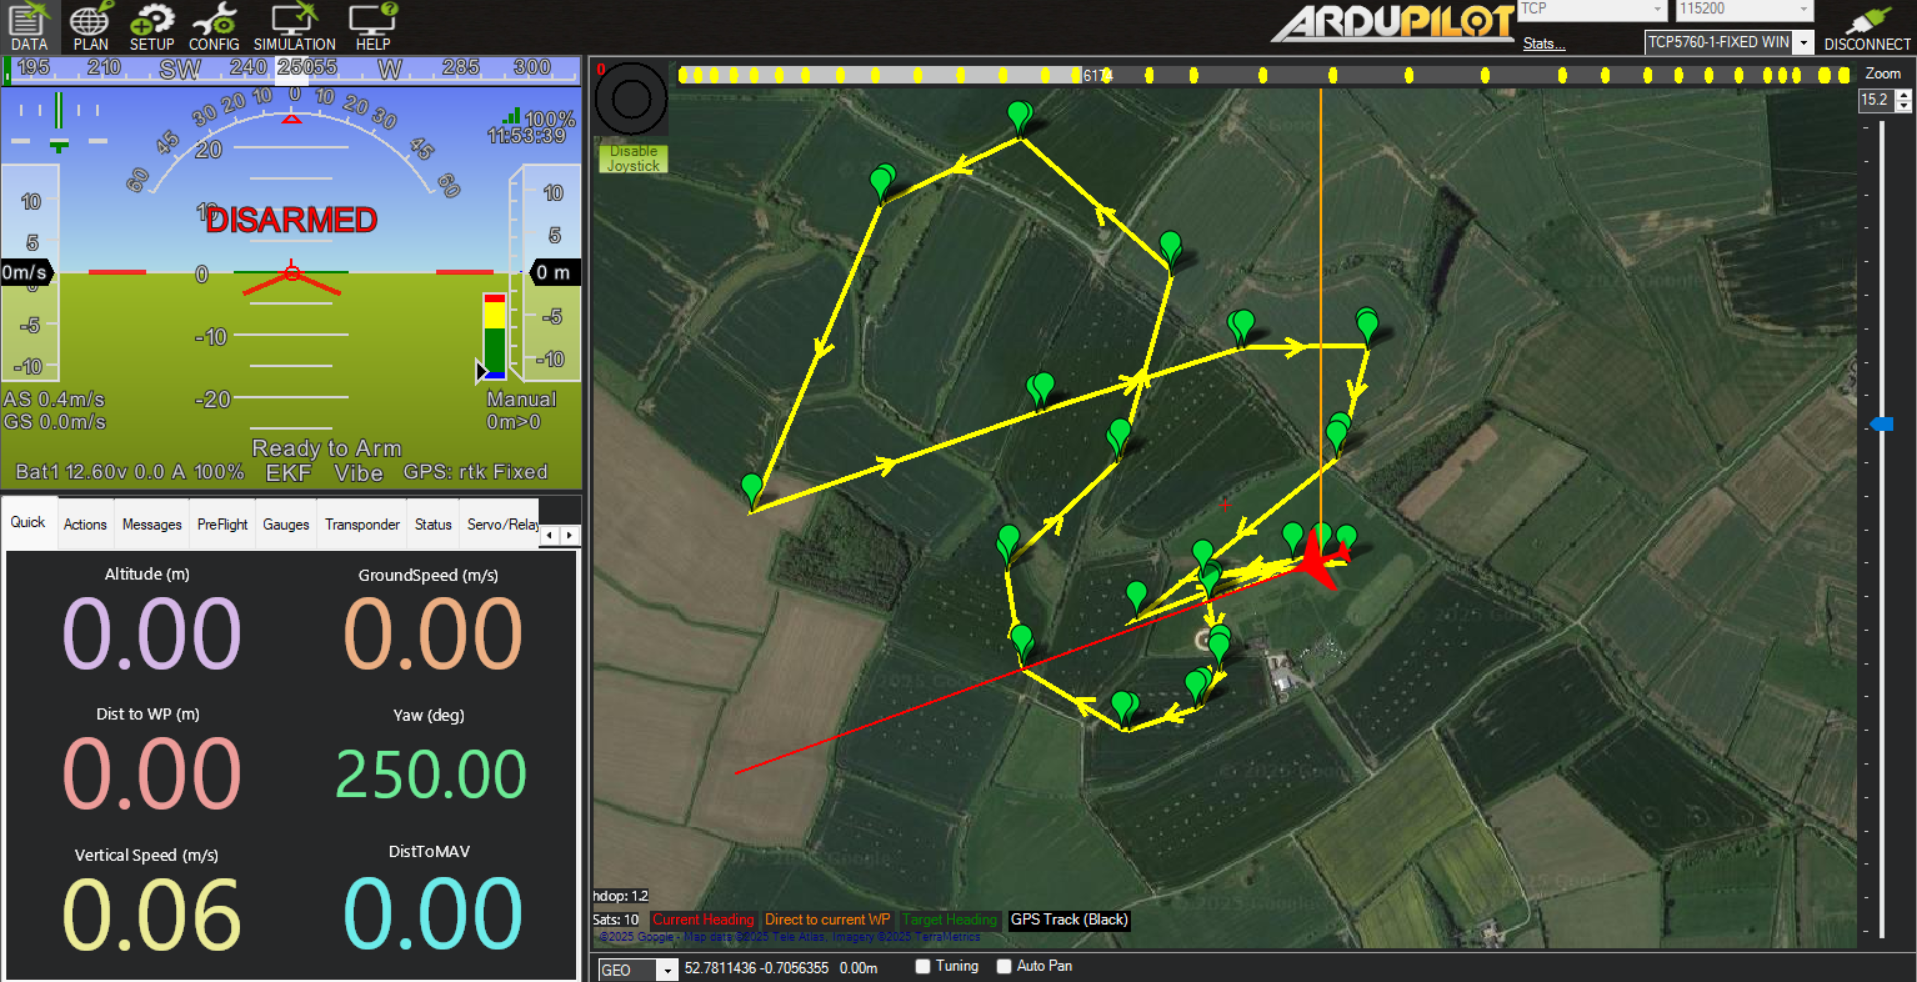 DATA PLAN SETUP CONFIG SIMULATION HELP
ARDUPILOT
TCP 115200
Stats... TCP5760-1-FIXED WIN DISCONNECT
195 210 SW 240 W 285 300
60 45 30 20 10 0 10 20 30 45 60
100%
11:53:39
20
10
DISARMED
0
-10
-20
10
5
0m/s
-5
-10
10
5
0 m
-5
-10
AS 0.4m/s
GS 0.0m/s
Manual
0m>0
Ready to Arm
Bat1 12.60v 0.0 A 100% EKF Vibe GPS: rtk Fixed
Quick Actions Messages PreFlight Gauges Transponder Status Servo/Relay
Altitude (m) GroundSpeed (m/s)
0.00 0.00
Dist to WP (m) Yaw (deg)
0.00 250.00
Vertical Speed (m/s) DistToMAV
0.06 0.00
0
Disable
Joystick
Zoom
15.2
hdop: 1.2
Sats: 10 Current Heading Direct to current WP Target Heading GPS Track (Black)
©2025 Google - Map data ©2025 Tele Atlas, Imagery ©2025 TerraMetrics
GEO 52.7811436 -0.7056355 0.00m Tuning Auto Pan